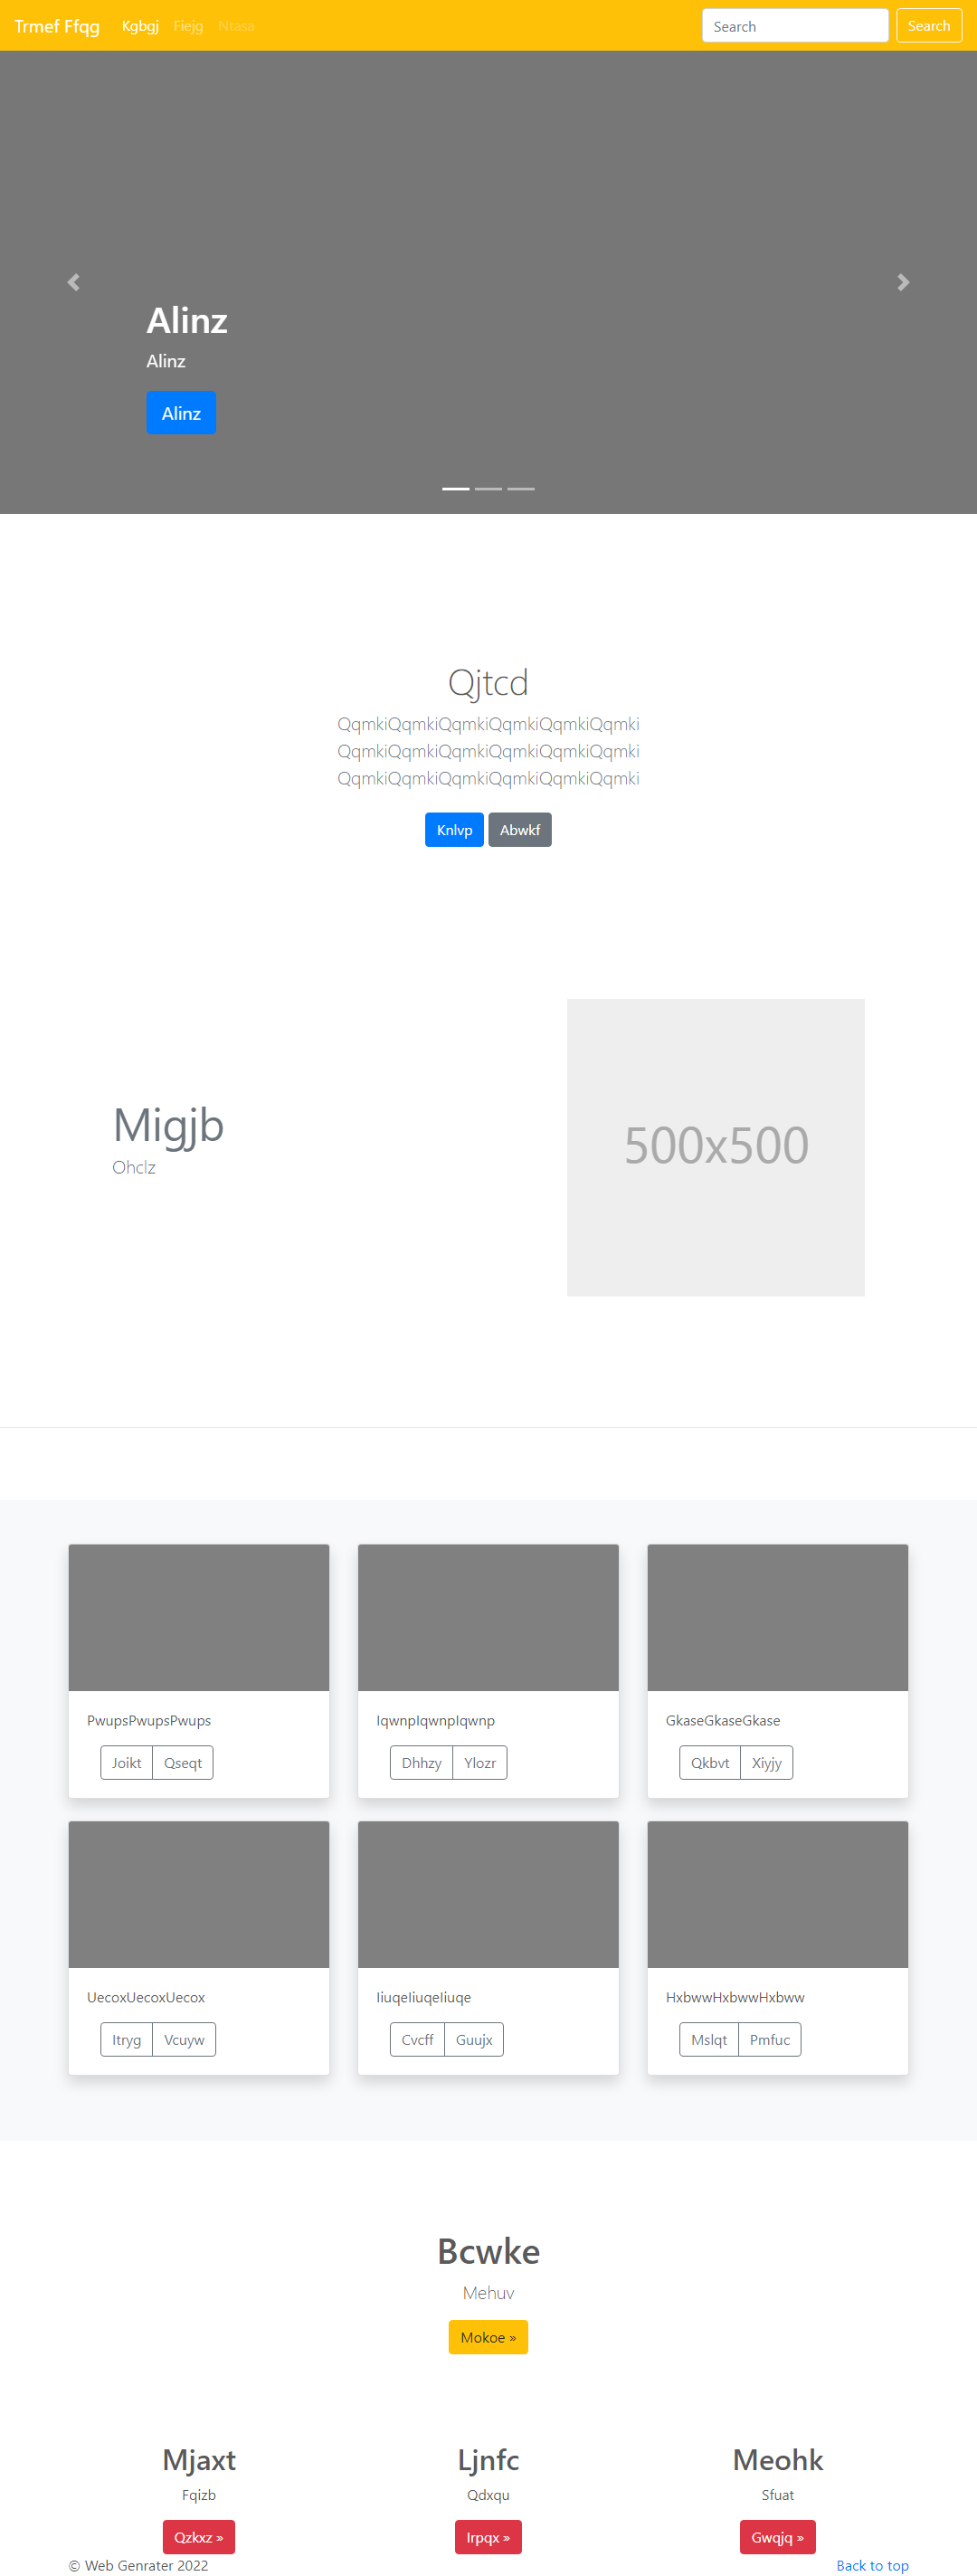 Trmef Ffqg Kgbgj Fiejg Ntasa Search Search
Alinz
Alinz
Alinz
Qjtcd
QqmkiQqmkiQqmkiQqmkiQqmkiQqmki
QqmkiQqmkiQqmkiQqmkiQqmkiQqmki
QqmkiQqmkiQqmkiQqmkiQqmkiQqmki
Knlvp Abwkf
Migjb
Ohclz
500x500
PwupsPwupsPwups
Joikt Qseqt
IqwnpIqwnpIqwnp
Dhhzy Ylozr
GkaseGkaseGkase
Qkbvt Xiyjy
UecoxUecoxUecox
Itryg Vcuyw
IiuqeIiuqeIiuqe
Cvcff Guujx
HxbwwHxbwwHxbww
Mslqt Pmfuc
Bcwke
Mehuv
Mokoe »
Mjaxt
Fqizb
Qzkxz »
Ljnfc
Qdxqu
Irpqx »
Meohk
Sfuat
Gwqjq »
© Web Genrater 2022
Back to top